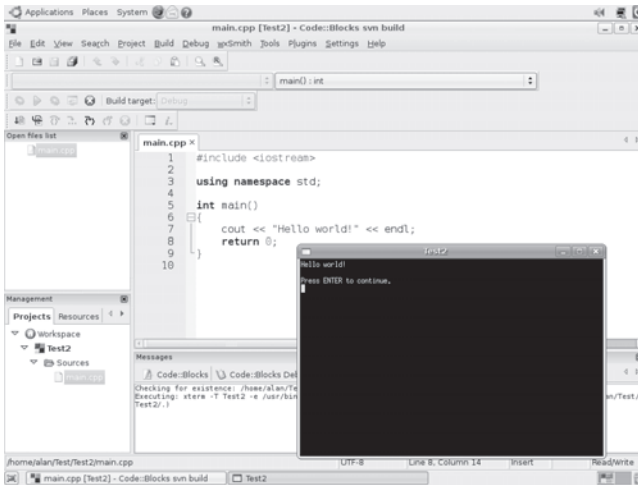 Applications Places System
main.cpp [Test2] - Code::Blocks svn build
File Edit View Search Project Build Debug wxSmith Tools Plugins Settings Help
main() : int
Build target: Debug
Open files list
main.cpp
main.cpp
1 #include <iostream>
2
3 using namespace std;
4
5 int main()
6 {
7 cout << "Hello world!" << endl;
8 return 0;
9 }
10
Test2
Hello world!
Press ENTER to continue.
Management
Projects Resources
Workspace
Test2
Sources
main.cpp
Messages
Code::Blocks Code::Blocks Del
Checking for existence: /home/alan/Te
Executing: xterm -T Test2 -e /usr/bin
an/Test/
Test2/.)
/home/alan/Test/Test2/main.cpp UTF-8 Line 8, Column 14 Insert Read/Write
main.cpp [Test2] - Code::Blocks svn build Test2